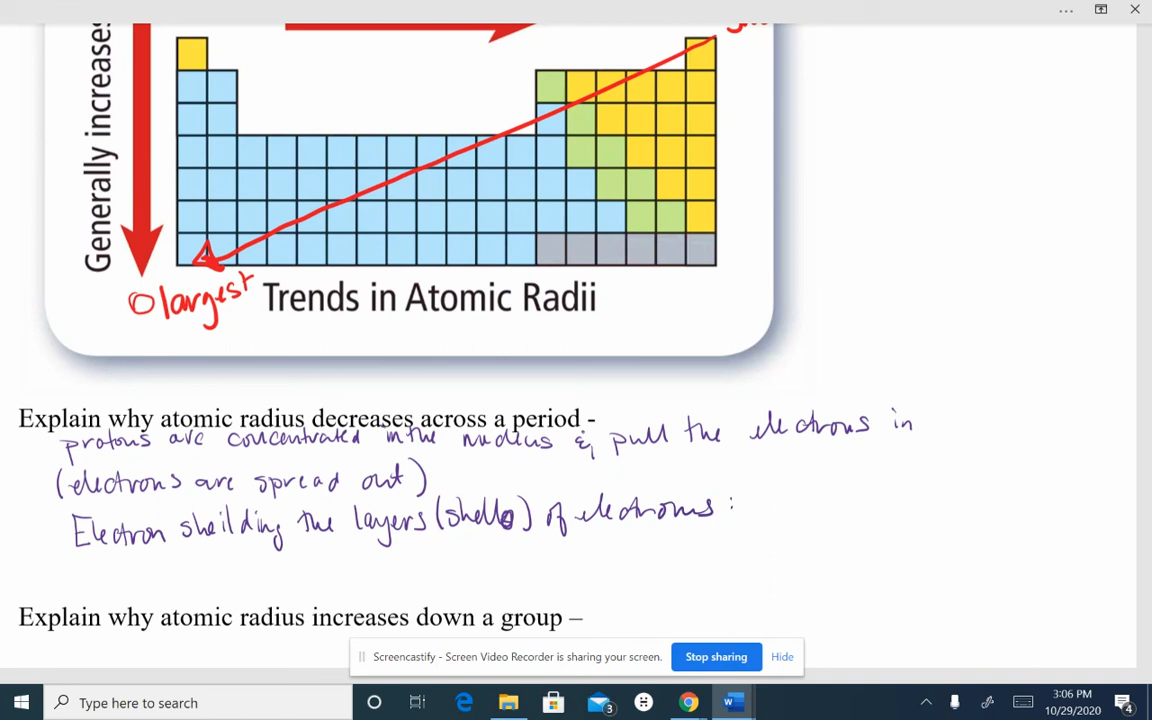 Generally increases
largest
Trends in Atomic Radii
Explain why atomic radius decreases across a period -
protons are concentrated in the nucleus & pull the electrons in
(electrons are spread out)
Electron sheilding the layers (shells) of electrons
Explain why atomic radius increases down a group –
Screencastify - Screen Video Recorder is sharing your screen.
Stop sharing
Hide
Type here to search
3
3:06 PM
10/29/2020
4